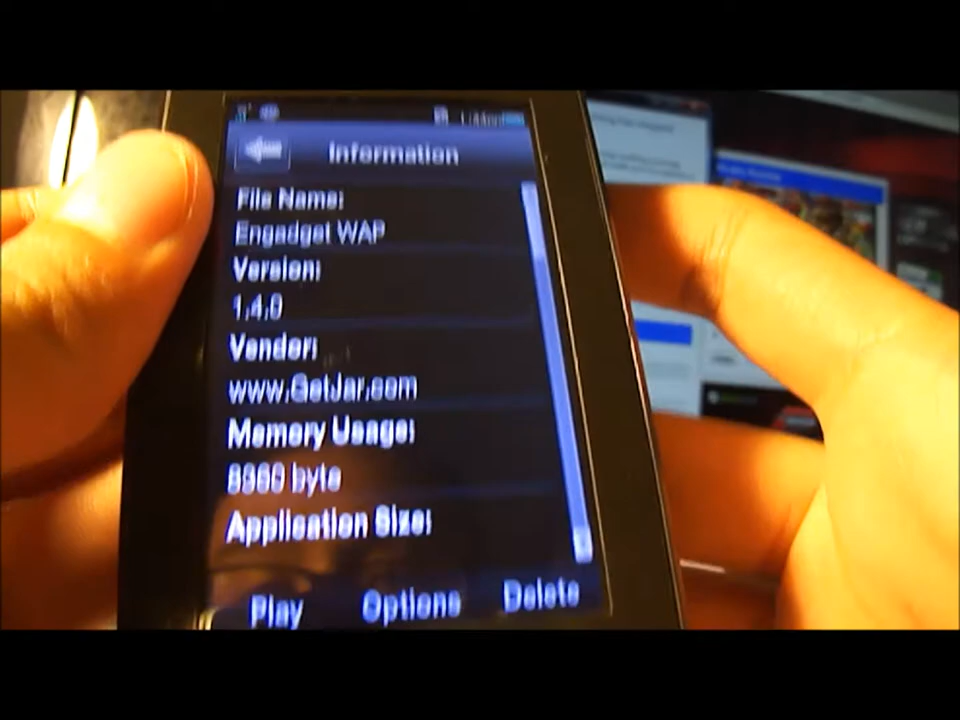 Information
File Name:
Engadget WAP
Version:
1.4.0
Vendor:
www.GetJar.com
Memory Usage:
8960 byte
Application Size:
Play Options Delete